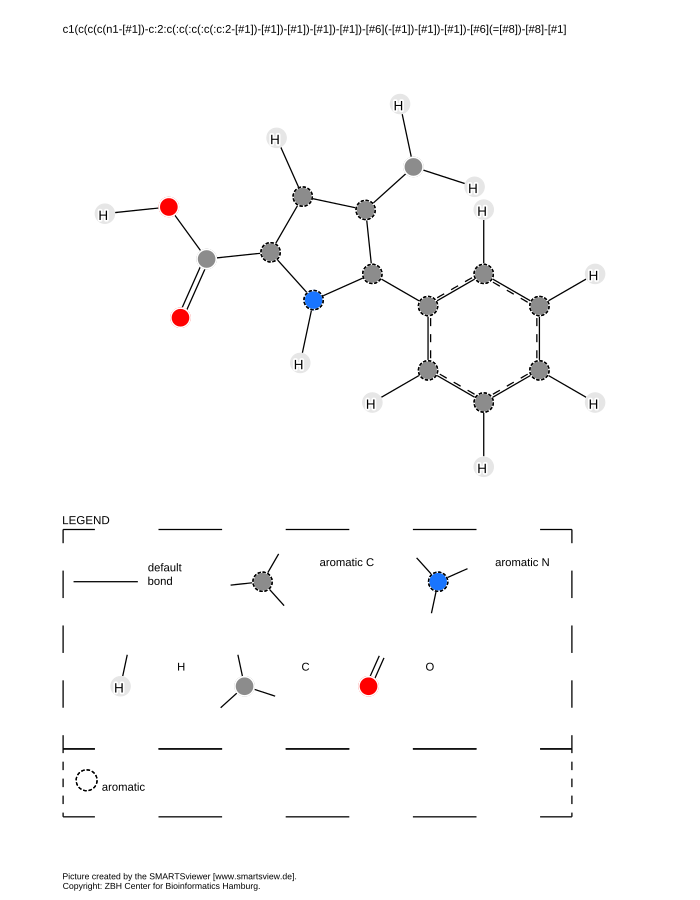 c1(c(c(c(n1-[#1])-c:2:c(:c(:c(:c(:c:2-[#1])-[#1])-[#1])-[#1])-[#1])-[#6](-[#1])-[#1])-[#1])-[#6](=[#8])-[#8]-[#1]
H
H
H
H
H
H
H
H
H
H
LEGEND
default
bond
aromatic C
aromatic N
H
H
C
O
aromatic
Picture created by the SMARTSviewer [www.smartsview.de].
Copyright: ZBH Center for Bioinformatics Hamburg.